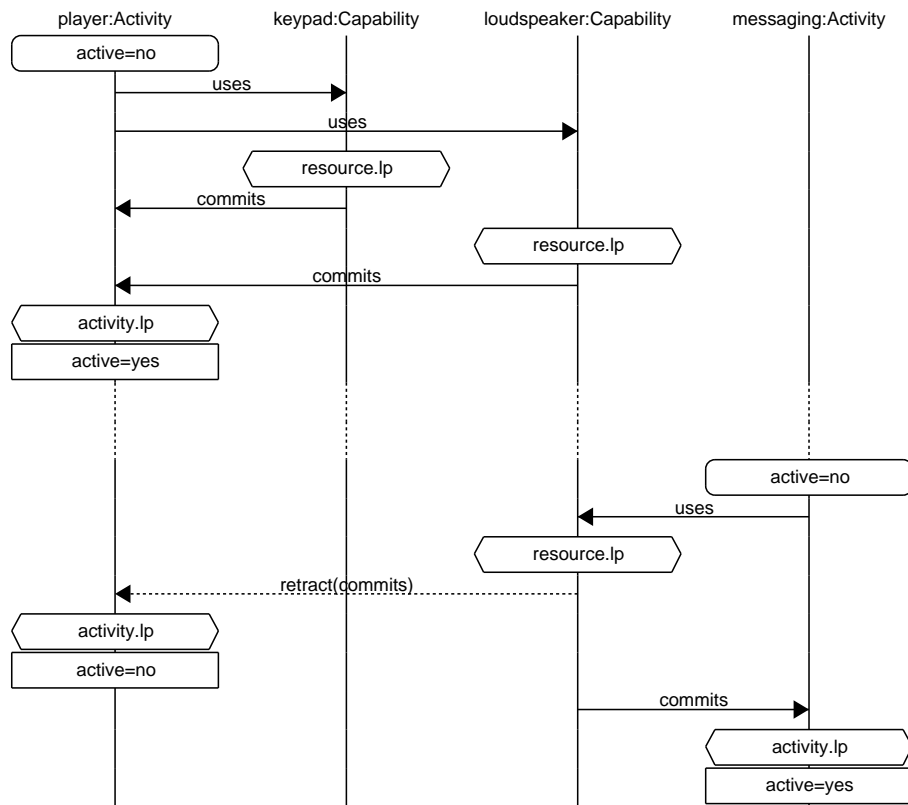 player:Activity keypad:Capability loudspeaker:Capability messaging:Activity
active=no
uses
uses
resource.lp
commits
resource.lp
commits
activity.lp
active=yes
active=no
uses
resource.lp
retract(commits)
activity.lp
active=no
commits
activity.lp
active=yes